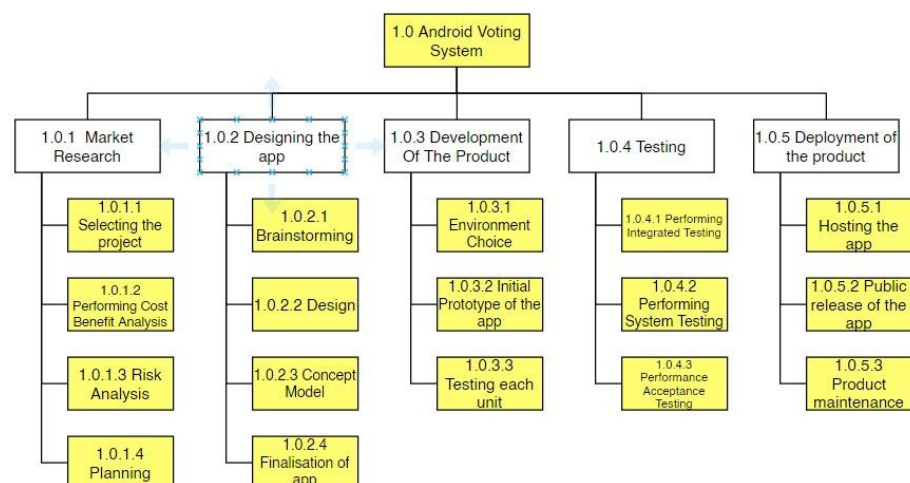 1.0 Android Voting
System
1.0.1 Market
Research
1.0.2 Designing the
app
1.0.3 Development
Of The Product
1.0.4 Testing
1.0.5 Deployment of
the product
1.0.1.1
Selecting the
project
1.0.1.2
Performing Cost
Benefit Analysis
1.0.1.3 Risk
Analysis
1.0.1.4
Planning
1.0.2.1
Brainstorming
1.0.2.2 Design
1.0.2.3 Concept
Model
1.0.2.4
Finalisation of
app
1.0.3.1
Environment
Choice
1.0.3.2 Initial
Prototype of the
app
1.0.3.3
Testing each
unit
1.0.4.1 Performing
Integrated Testing
1.0.4.2
Performing
System Testing
1.0.4.3
Performance
Acceptance
Testing
1.0.5.1
Hosting the
app
1.0.5.2 Public
release of the
app
1.0.5.3
Product
maintenance